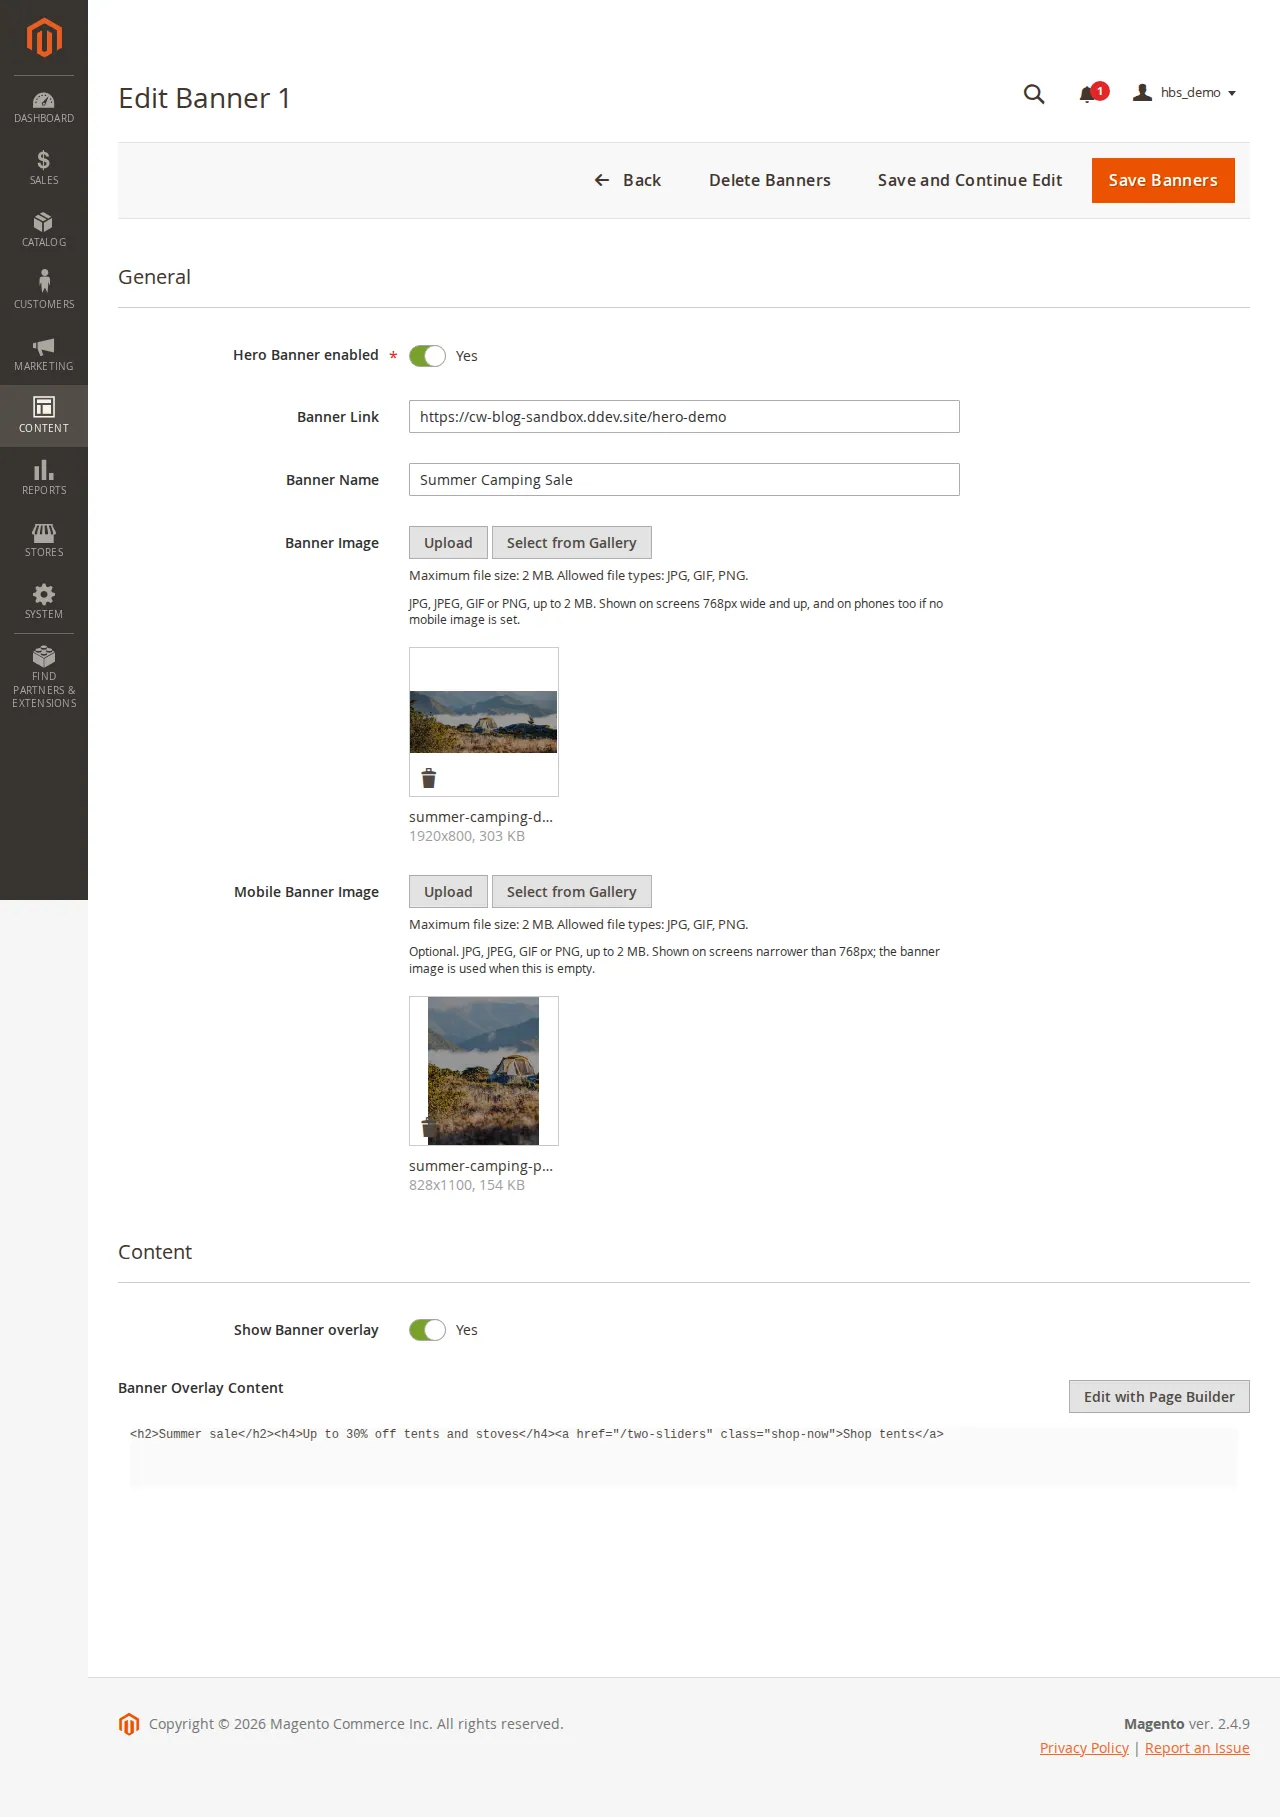 Edit Banner 1
1
hbs_demo
DASHBOARD
SALES
CATALOG
CUSTOMERS
MARKETING
CONTENT
REPORTS
STORES
SYSTEM
FIND
PARTNERS &
EXTENSIONS
Back
Delete Banners
Save and Continue Edit
Save Banners
General
Hero Banner enabled *
Yes
Banner Link
https://cw-blog-sandbox.ddev.site/hero-demo
Banner Name
Summer Camping Sale
Banner Image
Upload
Select from Gallery
Maximum file size: 2 MB. Allowed file types: JPG, GIF, PNG.
JPG, JPEG, GIF or PNG, up to 2 MB. Shown on screens 768px wide and up, and on phones too if no
mobile image is set.
summer-camping-d...
1920x800, 303 KB
Mobile Banner Image
Upload
Select from Gallery
Maximum file size: 2 MB. Allowed file types: JPG, GIF, PNG.
Optional. JPG, JPEG, GIF or PNG, up to 2 MB. Shown on screens narrower than 768px; the banner
image is used when this is empty.
summer-camping-p...
828x1100, 154 KB
Content
Show Banner overlay
Yes
Banner Overlay Content
Edit with Page Builder
<h2>Summer sale</h2><h4>Up to 30% off tents and stoves</h4><a href="/two-sliders" class="shop-now">Shop tents</a>
Copyright © 2026 Magento Commerce Inc. All rights reserved.
Magento ver. 2.4.9
Privacy Policy | Report an Issue